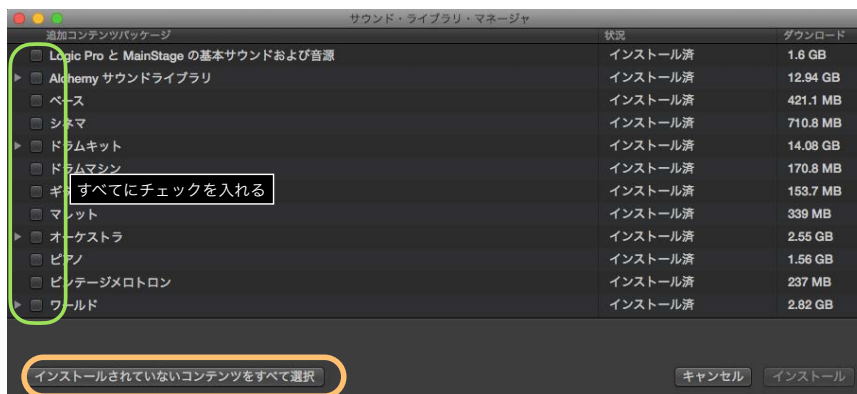 サウンド・ライブラリ・マネージャ
追加コンテンツパッケージ 状況 ダウンロード
Logic Pro と MainStage の基本サウンドおよび音源 インストール済 1.6 GB
Alchemy サウンドライブラリ インストール済 12.94 GB
ベース インストール済 421.1 MB
シネマ インストール済 710.8 MB
ドラムキット インストール済 14.08 GB
ドラムマシン インストール済 170.8 MB
すべてにチェックを入れる
ギ インストール済 153.7 MB
マレット インストール済 339 MB
オーケストラ インストール済 2.55 GB
ピアノ インストール済 1.56 GB
ビンテージメロトロン インストール済 237 MB
ワールド インストール済 2.82 GB
インストールされていないコンテンツをすべて選択 キャンセル インストール